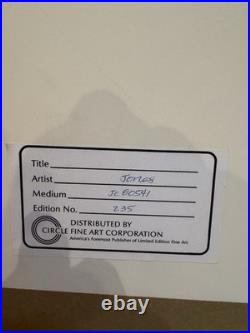 Title
Artist Jones
Medium JCB0541
Edition No. 235
DISTRIBUTED BY
CIRCLE FINE ART CORPORATION
America's Foremost Publisher of Limited Edition Fine Art